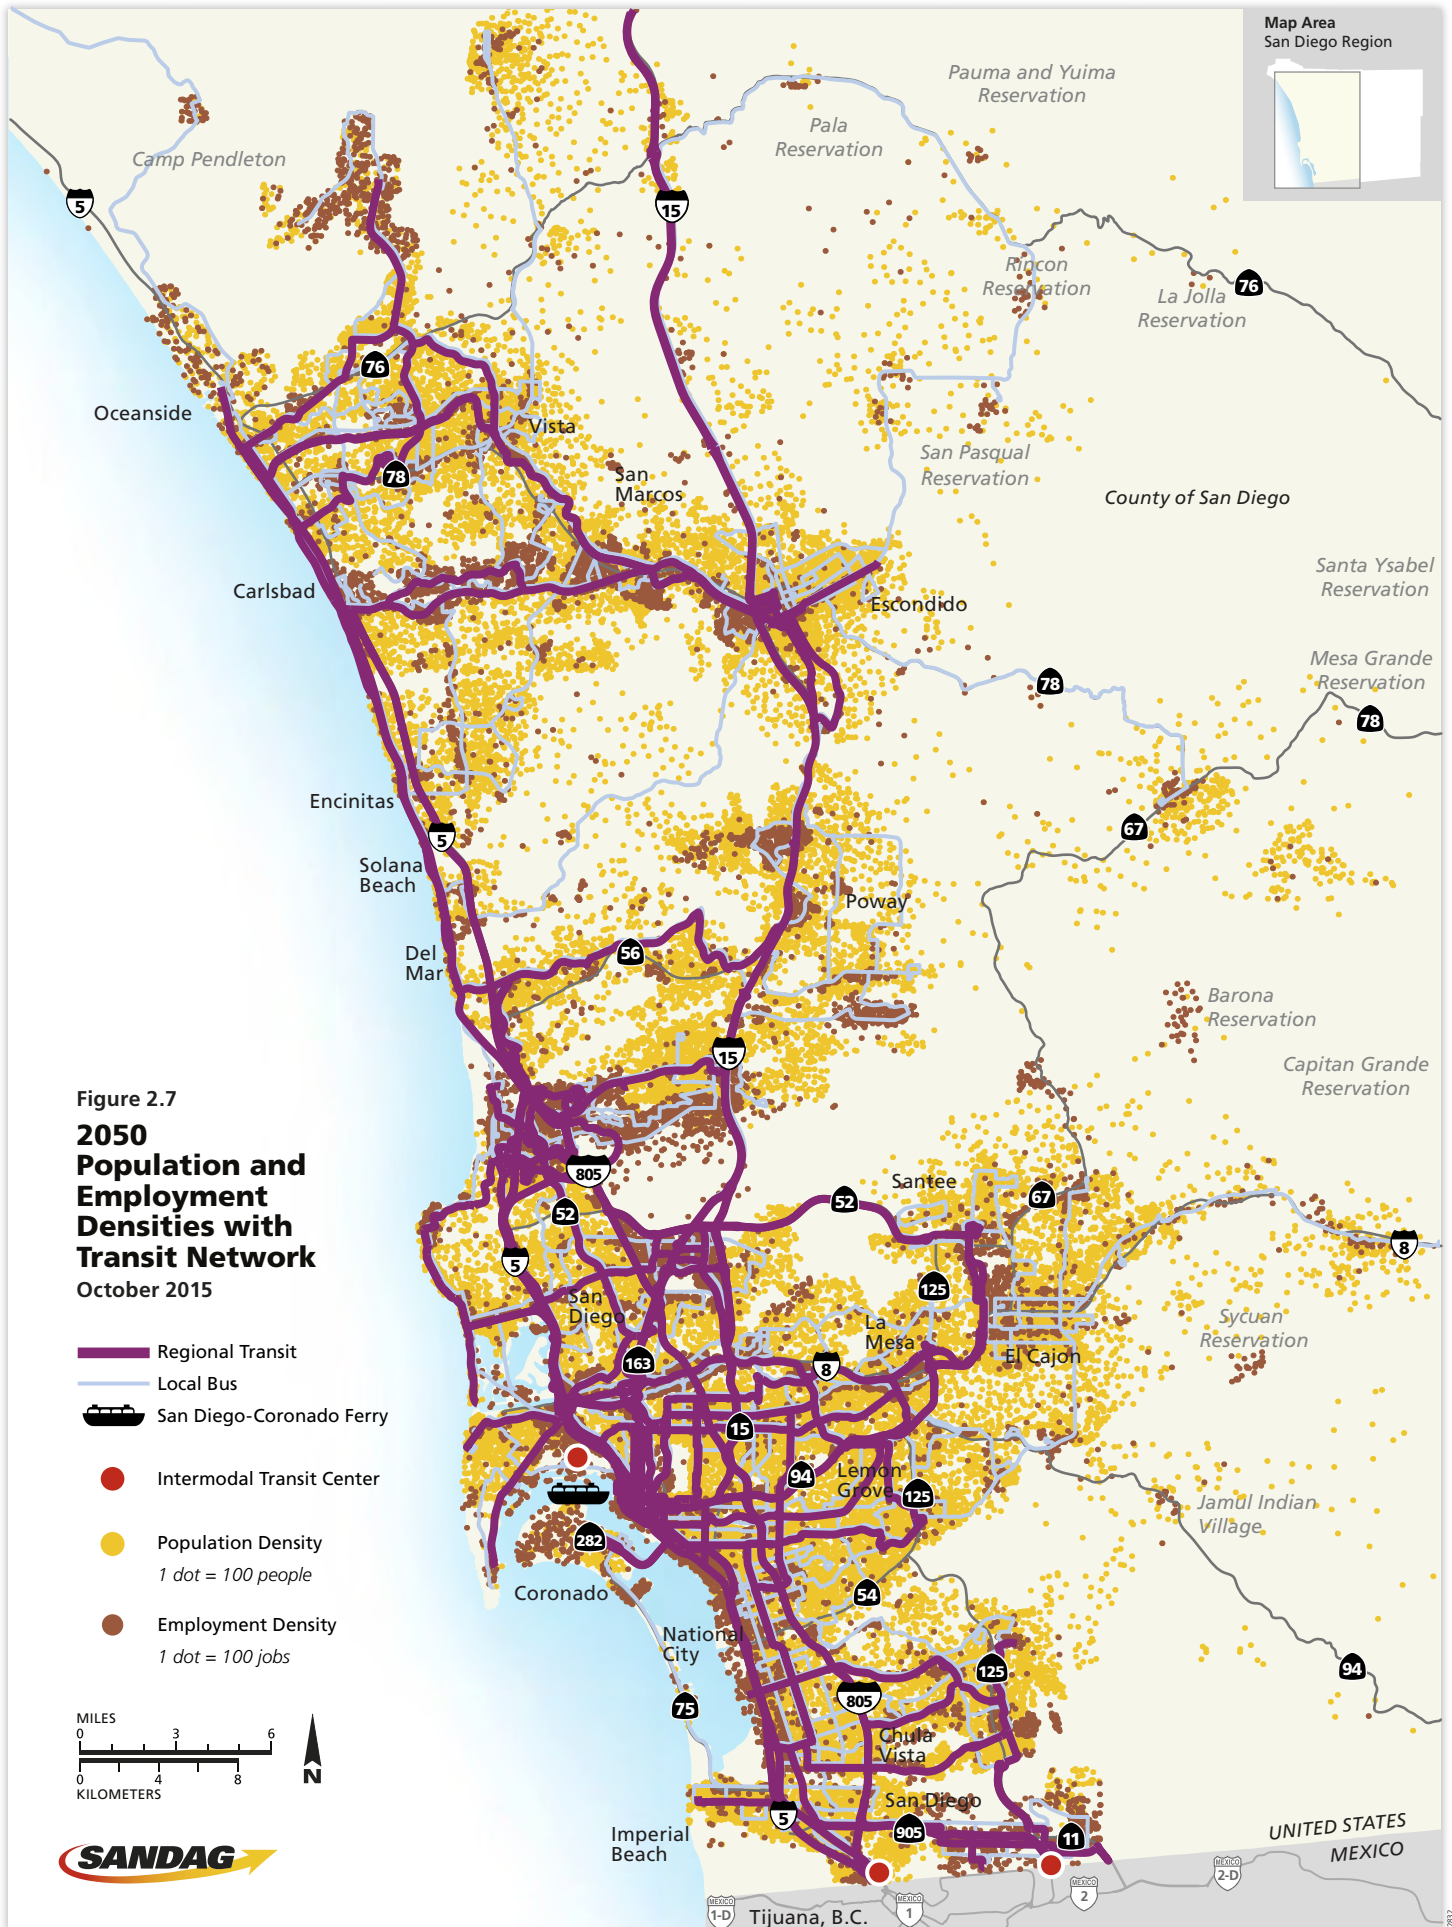 Map Area
San Diego Region
Pauma and Yuima
Reservation
Pala
Reservation
Camp Pendleton
5
15
Rincon
Reservation
76
La Jolla
Reservation
76
Oceanside
Vista
78
San
Marcos
San Pasqual
Reservation
County of San Diego
Santa Ysabel
Reservation
Carlsbad
Escondido
Mesa Grande
Reservation
78
78
Encinitas
5
67
Solana
Beach
Poway
Del
Mar
56
Barona
Reservation
15
Capitan Grande
Reservation
Figure 2.7
2050
Population and
Employment
Densities with
Transit Network
October 2015
805
Santee
52
67
52
5
8
125
San
Diego
La
Mesa
Sycuan
Reservation
163
8
El Cajon
Regional Transit
Local Bus
San Diego-Coronado Ferry
15
94
Lemon
Grove
125
Intermodal Transit Center
Jamul Indian
Village
282
Population Density
1 dot = 100 people
Coronado
54
Employment Density
1 dot = 100 jobs
National
City
125
94
805
75
MILES
0 3 6
0 4 8
KILOMETERS
N
Chula
Vista
San Diego
5
905
11
Imperial
Beach
UNITED STATES
MEXICO
SANDAG
MEXICO
1-D
Tijuana, B.C.
MEXICO
1
MEXICO
2
MEXICO
2-D